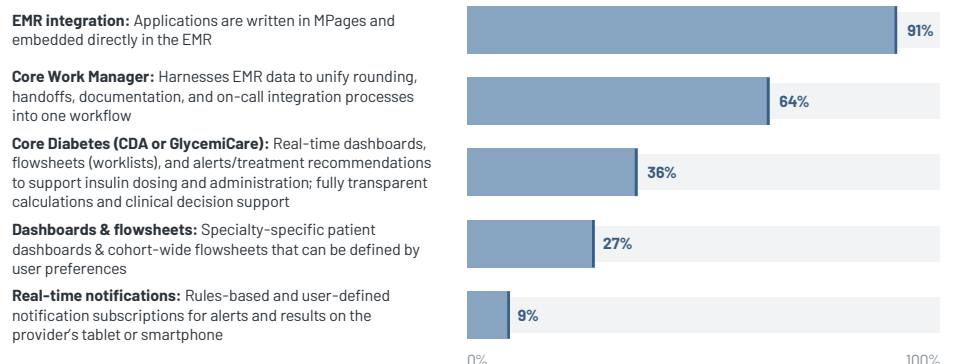 EMR integration: Applications are written in MPages and
embedded directly in the EMR
91%
Core Work Manager: Harnesses EMR data to unify rounding,
handoffs, documentation, and on-call integration processes
into one workflow
64%
Core Diabetes (CDA or GlycemiCare): Real-time dashboards,
flowsheets (worklists), and alerts/treatment recommendations
to support insulin dosing and administration; fully transparent
calculations and clinical decision support
36%
Dashboards & flowsheets: Specialty-specific patient
dashboards & cohort-wide flowsheets that can be defined by
user preferences
27%
Real-time notifications: Rules-based and user-defined
notification subscriptions for alerts and results on the
provider's tablet or smartphone
9%
0% 100%